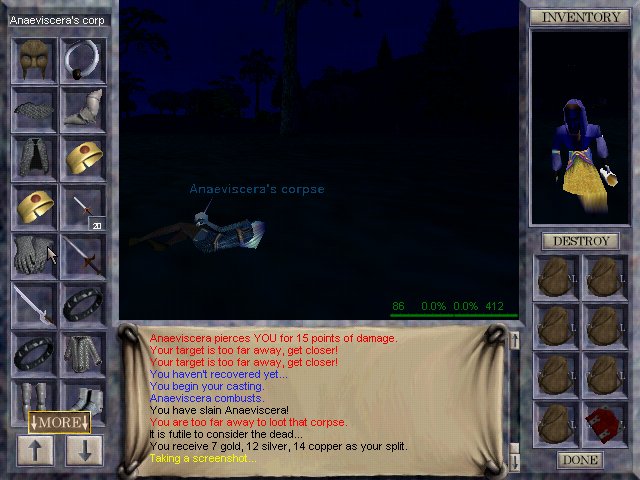 Anaeviscera's corp
INVENTORY
Anaeviscera's corpse
20
DESTROY
L
L
L
L
L
L
L
86 0.0% 0.0% 412
Anaeviscera pierces YOU for 15 points of damage.
Your target is too far away, get closer!
Your target is too far away, get closer!
You haven't recovered yet...
You begin your casting.
Anaeviscera combusts.
You have slain Anaeviscera!
You are too far away to loot that corpse.
It is futile to consider the dead...
You receive 7 gold, 12 silver, 14 copper as your split.
Taking a screenshot...
MORE
DONE